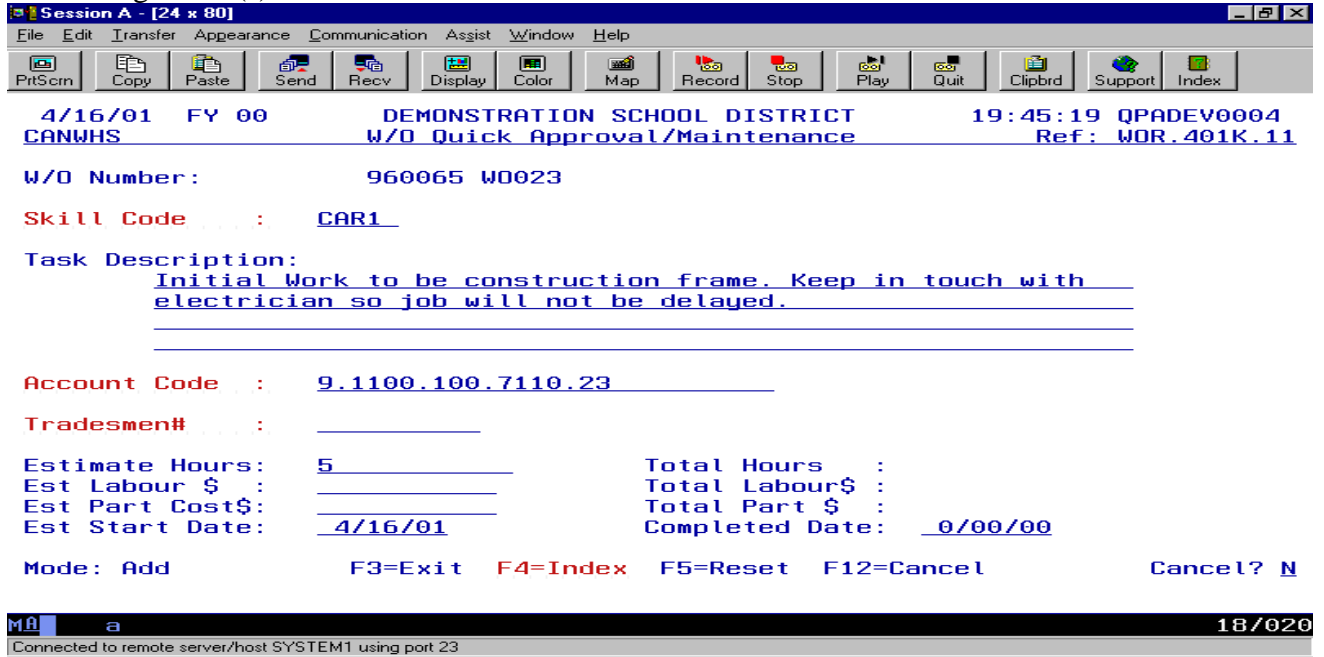 Session A - [24 x 80]
File Edit Transfer Appearance Communication Assist Window Help
PrtScrn Copy Paste Send Recv Display Color Map Record Stop Play Quit Clipbrd Support Index
4/16/01 FY 00 DEMONSTRATION SCHOOL DISTRICT 19:45:19 QPADEV0004
CANWHS W/O Quick Approval/Maintenance Ref: WOR.401K.11
W/O Number: 960065 WO023
Skill Code : CAR1
Task Description:
Initial Work to be construction frame. Keep in touch with
electrician so job will not be delayed.
Account Code : 9.1100.100.7110.23
Tradesmen# :
Estimate Hours: 5 Total Hours :
Est Labour $ : Total Labour$ :
Est Part Cost$: Total Part $ :
Est Start Date: 4/16/01 Completed Date: 0/00/00
Mode: Add F3=Exit F4=Index F5=Reset F12=Cancel Cancel? N
MA a 18/020
Connected to remote server/host SYSTEM1 using port 23